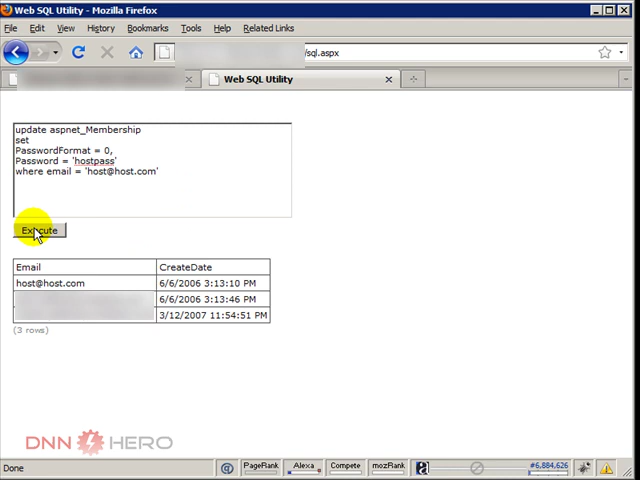 Web SQL Utility - Mozilla Firefox
File Edit View History Bookmarks Tools Help Related Links
/sql.aspx
Web SQL Utility
update aspnet_Membership
set
PasswordFormat = 0,
Password = 'hostpass'
where email = 'host@host.com'
Execute
Email CreateDate
host@host.com 6/6/2006 3:13:10 PM
6/6/2006 3:13:46 PM
3/12/2007 11:54:51 PM
(3 rows)
DNN HERO
Done @ PageRank Alexa Compete mozRank a #6,884,626